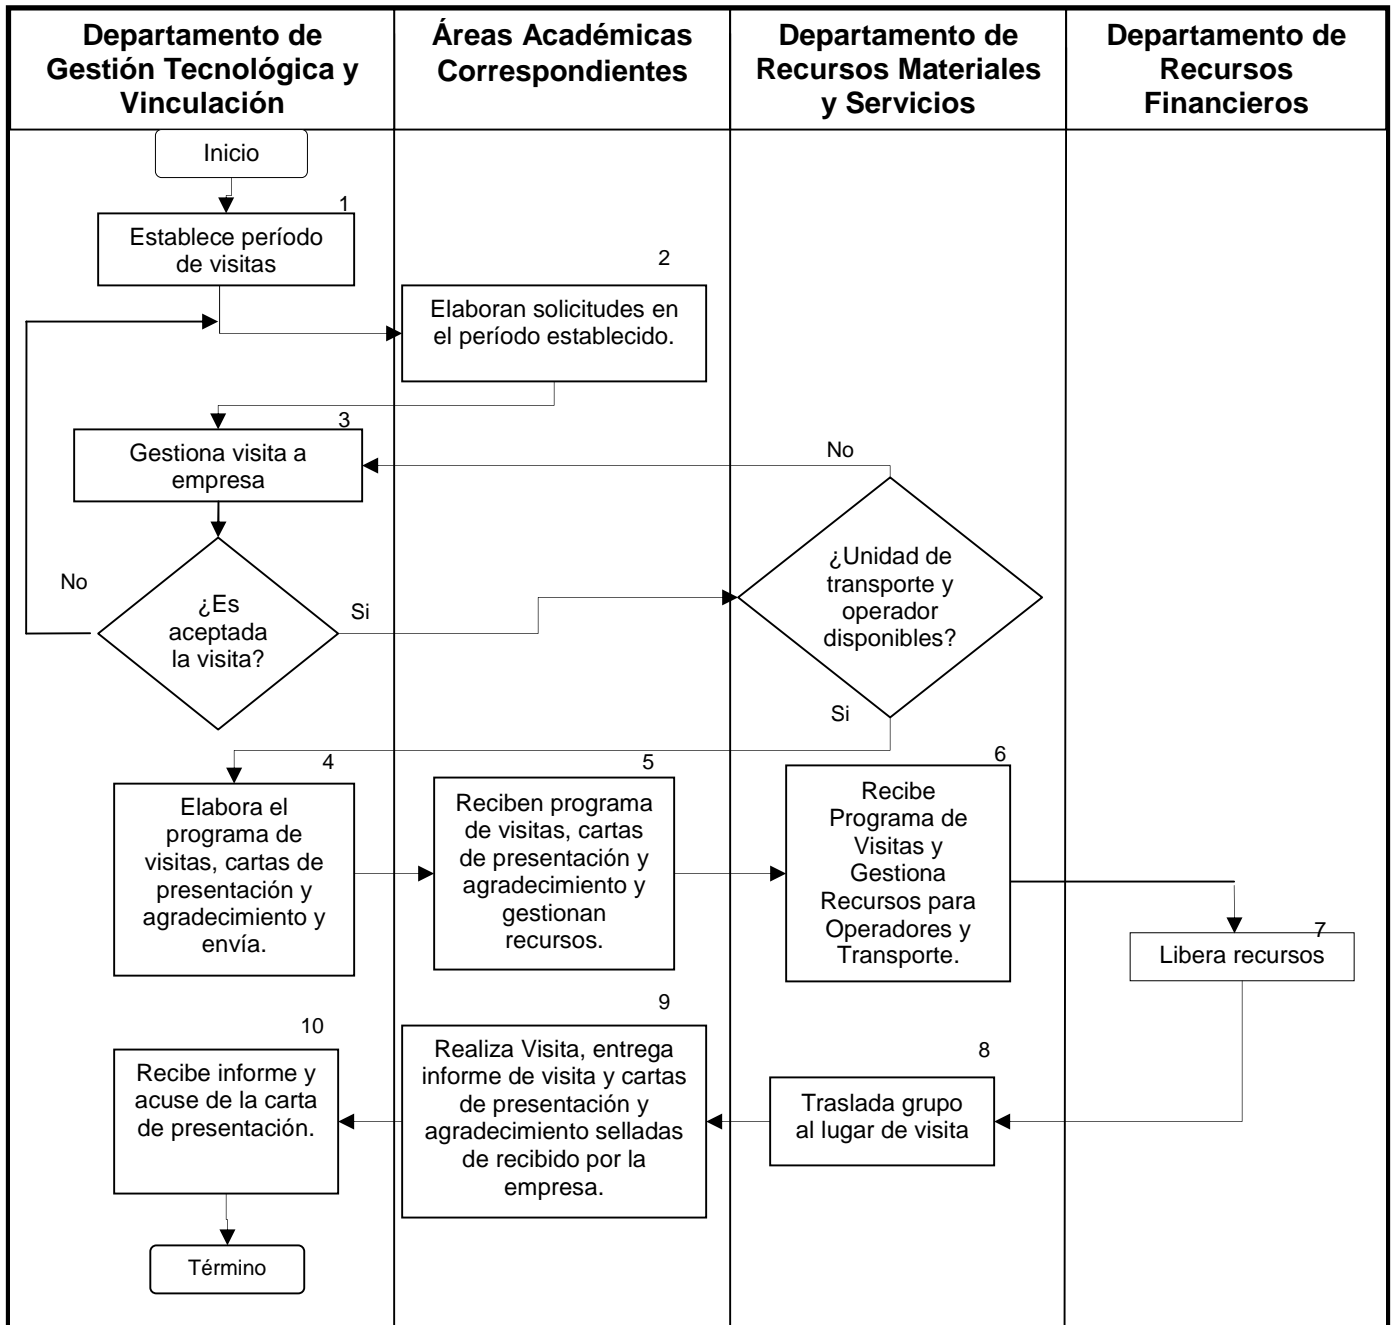 Departamento de
Gestión Tecnológica y
Vinculación
Áreas Académicas
Correspondientes
Departamento de
Recursos Materiales
y Servicios
Departamento de
Recursos
Financieros
Inicio
1
Establece período
de visitas
2
Elaboran solicitudes en
el período establecido.
3
Gestiona visita a
empresa
No
¿Unidad de
transporte y
operador
disponibles?
No
¿Es
aceptada
la visita?
Si
Si
4
Elabora el
programa de
visitas, cartas de
presentación y
agradecimiento y
envía.
5
Reciben programa
de visitas, cartas
de presentación y
agradecimiento y
gestionan
recursos.
6
Recibe
Programa de
Visitas y
Gestiona
Recursos para
Operadores y
Transporte.
7
Libera recursos
8
Traslada grupo
al lugar de visita
9
Realiza Visita, entrega
informe de visita y cartas
de presentación y
agradecimiento selladas
de recibido por la
empresa.
10
Recibe informe y
acuse de la carta
de presentación.
Término